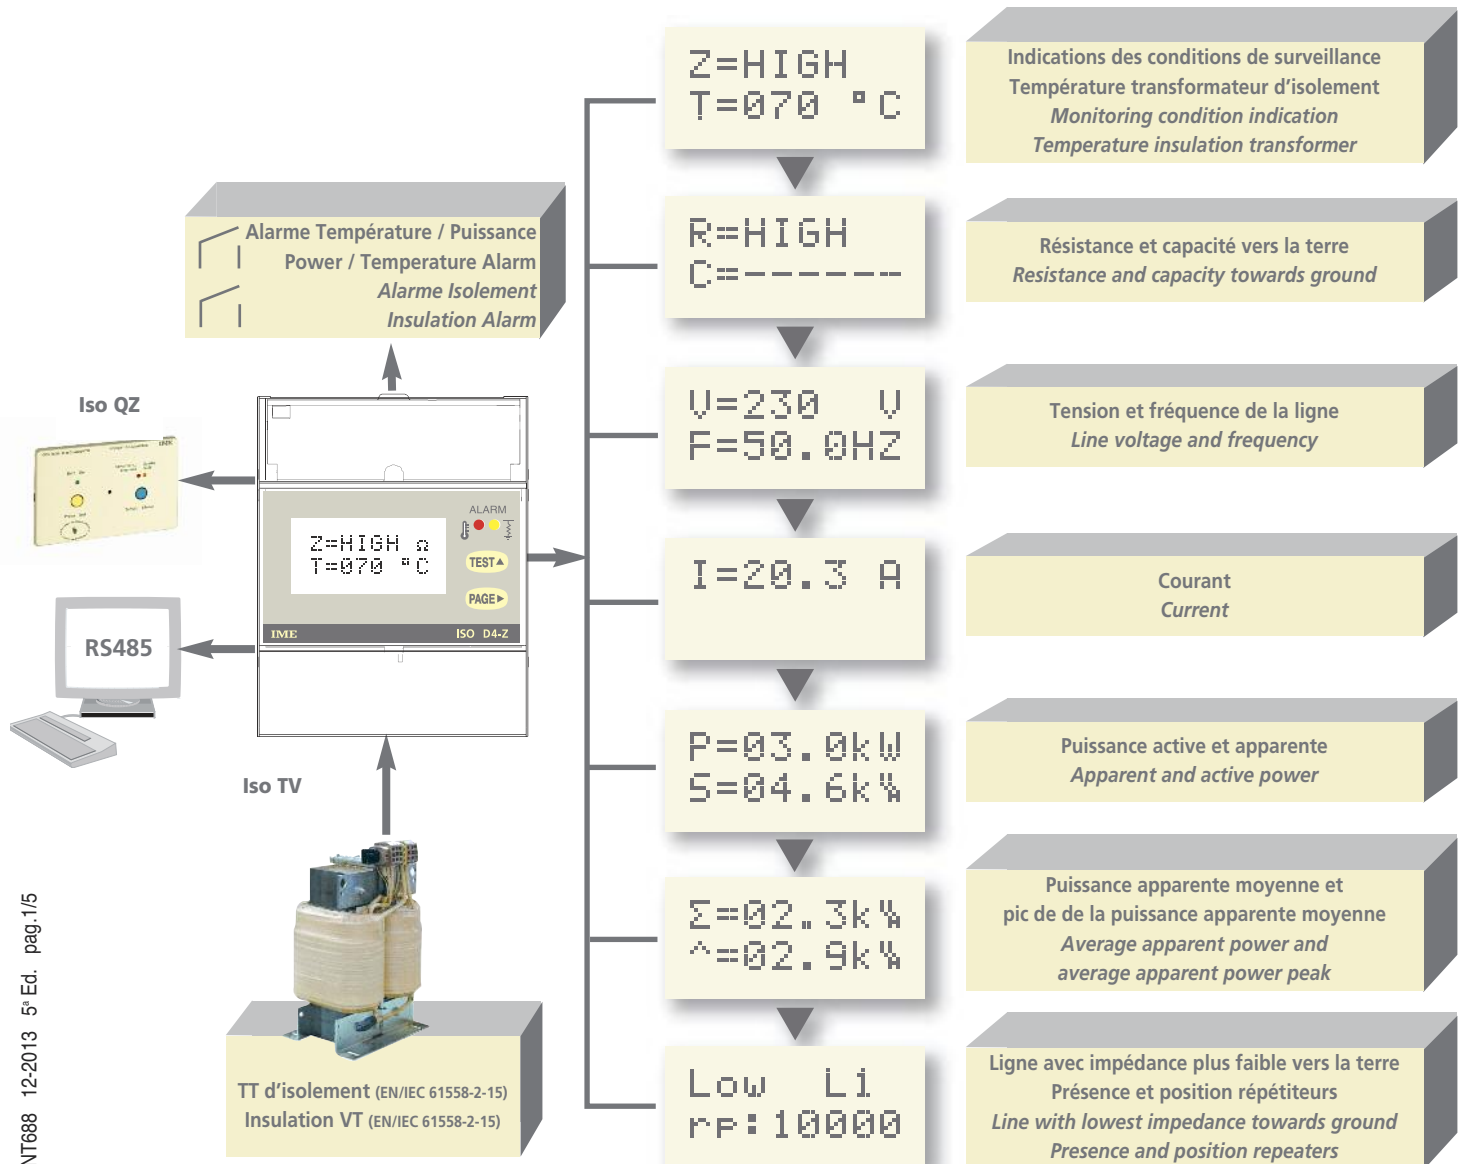 Z=HIGH
T=070 °C
Indications des conditions de surveillance
Température transformateur d'isolement
Monitoring condition indication
Temperature insulation transformer
Alarme Température / Puissance
Power / Temperature Alarm
Alarme Isolement
Insulation Alarm
R=HIGH
C=------
Résistance et capacité vers la terre
Resistance and capacity towards ground
Iso QZ
V=230 V
F=50.0HZ
Tension et fréquence de la ligne
Line voltage and frequency
ALARM
Z=HIGH Ω
T=070 °C
TEST▲
PAGE▶
IME
ISO D4-Z
I=20.3 A
Courant
Current
RS485
Iso TV
P=03.0kW
S=04.6kVA
Puissance active et apparente
Apparent and active power
Σ=02.3kVA
^=02.9kVA
Puissance apparente moyenne et
pic de de la puissance apparente moyenne
Average apparent power and
average apparent power peak
TT d'isolement (EN/IEC 61558-2-15)
Insulation VT (EN/IEC 61558-2-15)
Low Li
rp:10000
Ligne avec impédance plus faible vers la terre
Présence et position répétiteurs
Line with lowest impedance towards ground
Presence and position repeaters
NT688 12-2013 5ª Ed. pag.1/5